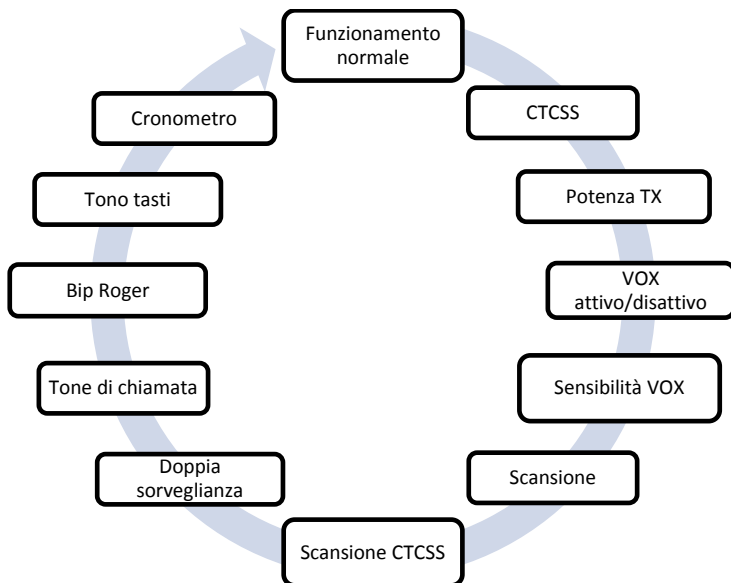 Funzionamento
normale
CTCSS
Potenza TX
VOX
attivo/disattivo
Sensibilità VOX
Scansione
Scansione CTCSS
Doppia
sorveglianza
Tone di chiamata
Bip Roger
Tono tasti
Cronometro